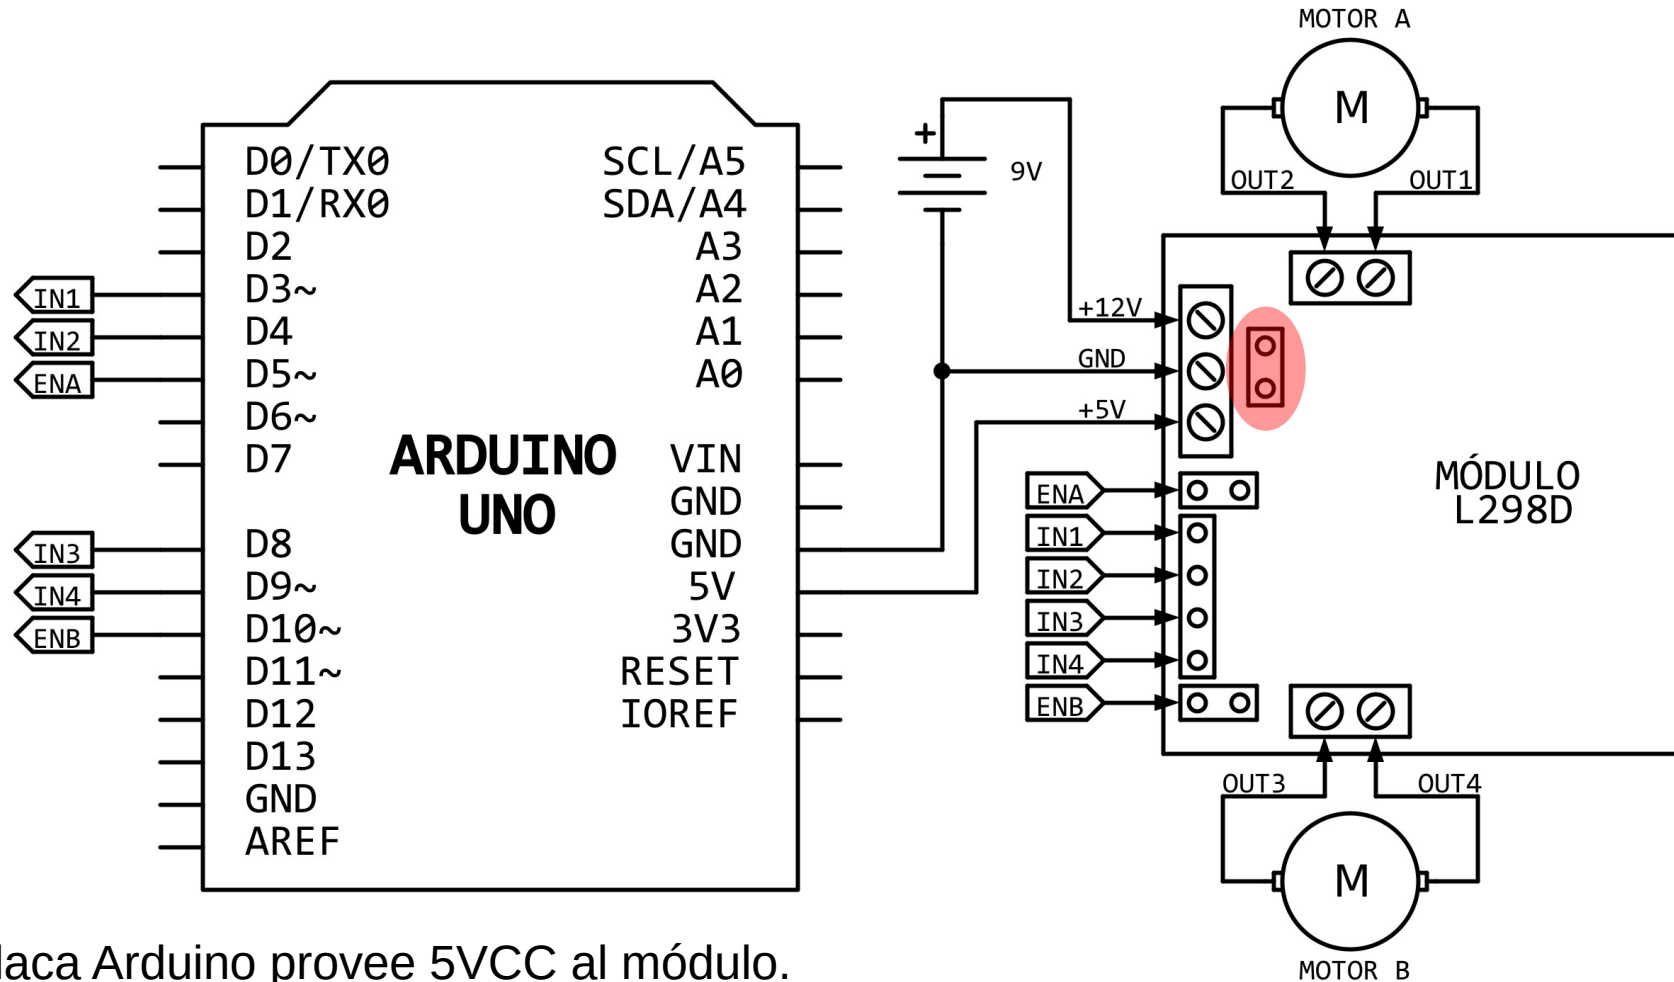 MOTOR A
M
OUT2
OUT1
D0/TX0
D1/RX0
D2
D3~
D4
D5~
D6~
D7
D8
D9~
D10~
D11~
D12
D13
GND
AREF
IN1
IN2
ENA
IN3
IN4
ENB
ARDUINO
UNO
SCL/A5
SDA/A4
A3
A2
A1
A0
VIN
GND
GND
5V
3V3
RESET
IOREF
+
9V
+12V
GND
+5V
ENA
IN1
IN2
IN3
IN4
ENB
MÓDULO
L298D
OUT3
OUT4
M
MOTOR B
laca Arduino provee 5VCC al módulo.